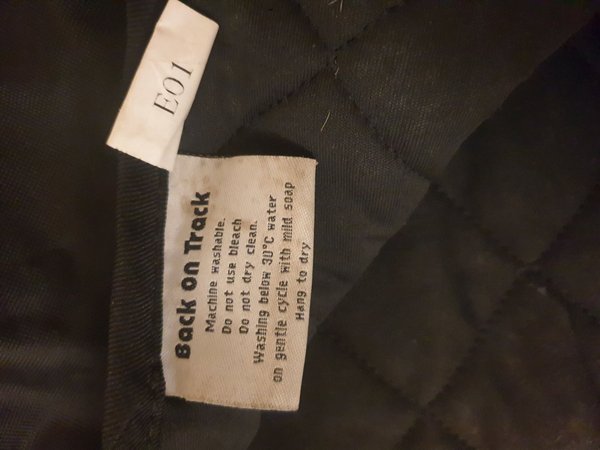 E01
Back on Track
Machine washable.
Do not use bleach
Do not dry clean.
Washing below 30°C water
on gentle cycle with mild soap
Hang to dry